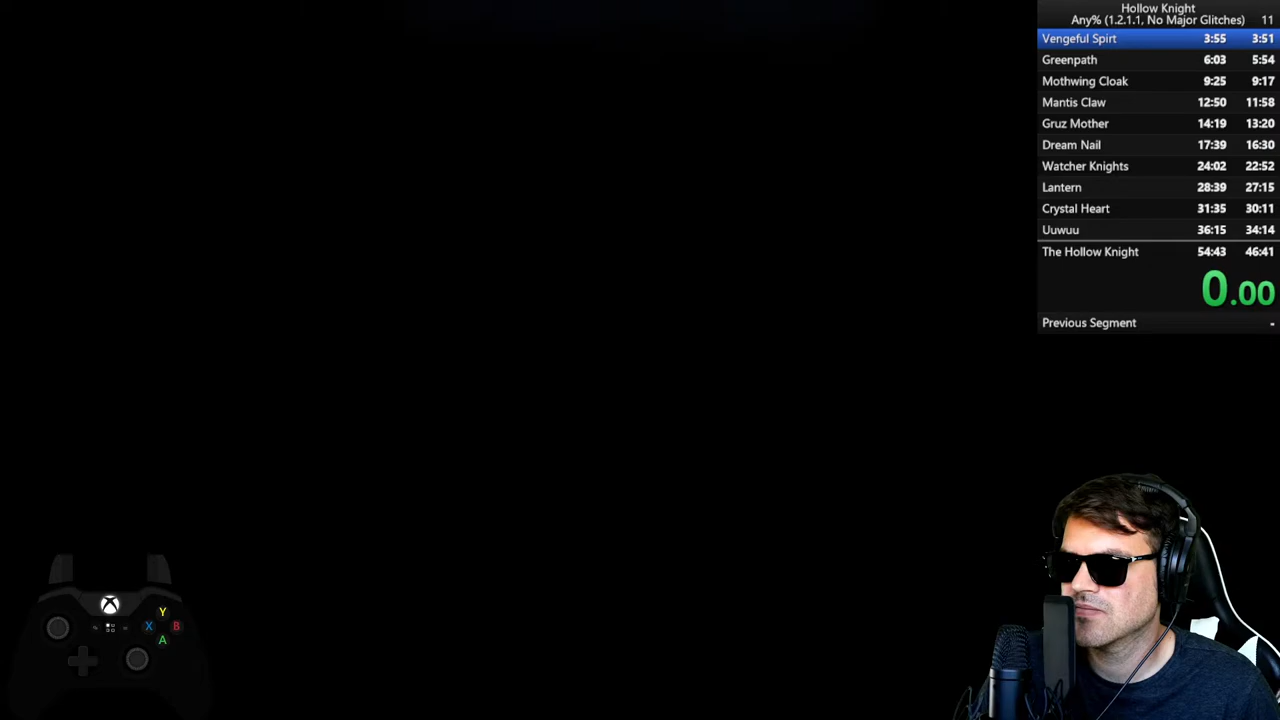 Hollow Knight
Any% (1.2.1.1, No Major Glitches) 11
Vengeful Spirt 3:55 3:51
Greenpath 6:03 5:54
Mothwing Cloak 9:25 9:17
Mantis Claw 12:50 11:58
Gruz Mother 14:19 13:20
Dream Nail 17:39 16:30
Watcher Knights 24:02 22:52
Lantern 28:39 27:15
Crystal Heart 31:35 30:11
Uuwuu 36:15 34:14
The Hollow Knight 54:43 46:41
0.00
Previous Segment -
Y
X B
A